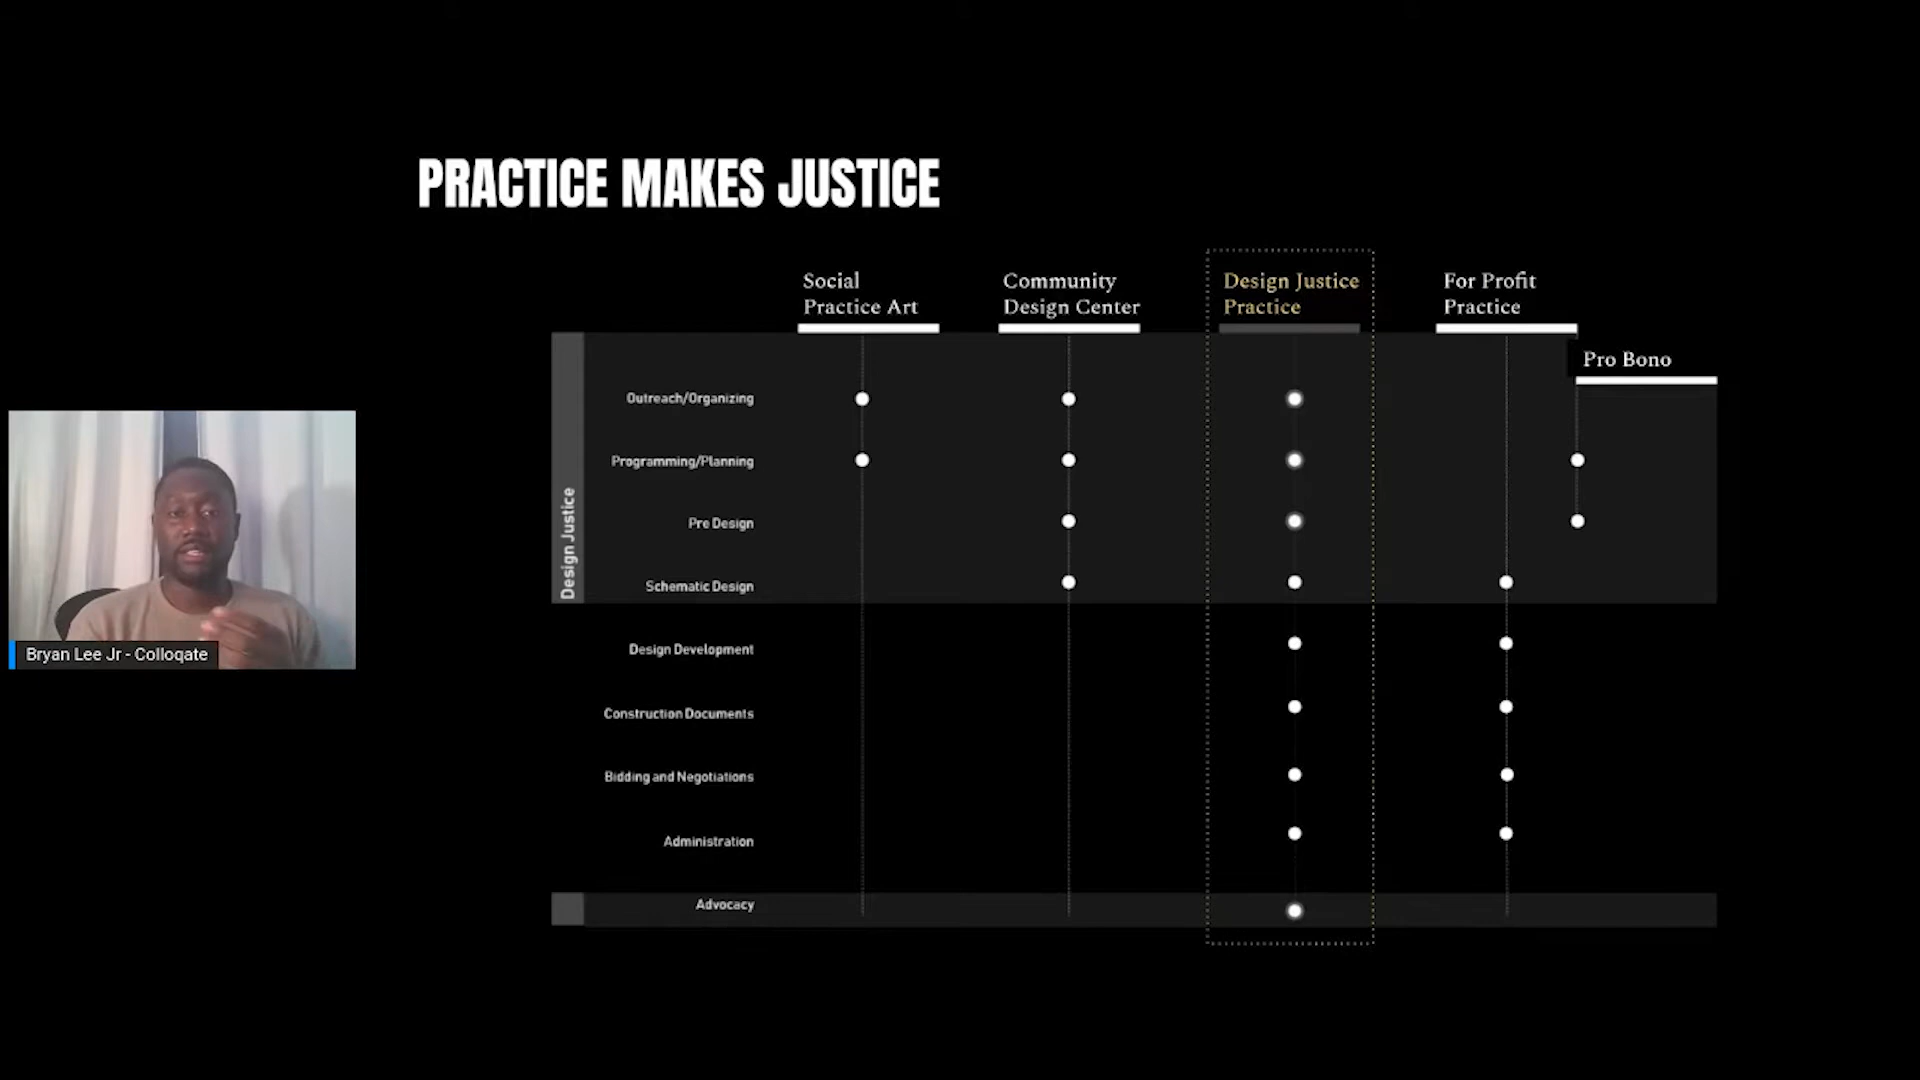 PRACTICE MAKES JUSTICE
Social
Practice Art
Community
Design Center
Design Justice
Practice
For Profit
Practice
Pro Bono
Design Justice
Outreach/Organizing
Programming/Planning
Pre Design
Schematic Design
Design Development
Construction Documents
Bidding and Negotiations
Administration
Advocacy
Bryan Lee Jr - Colloqate